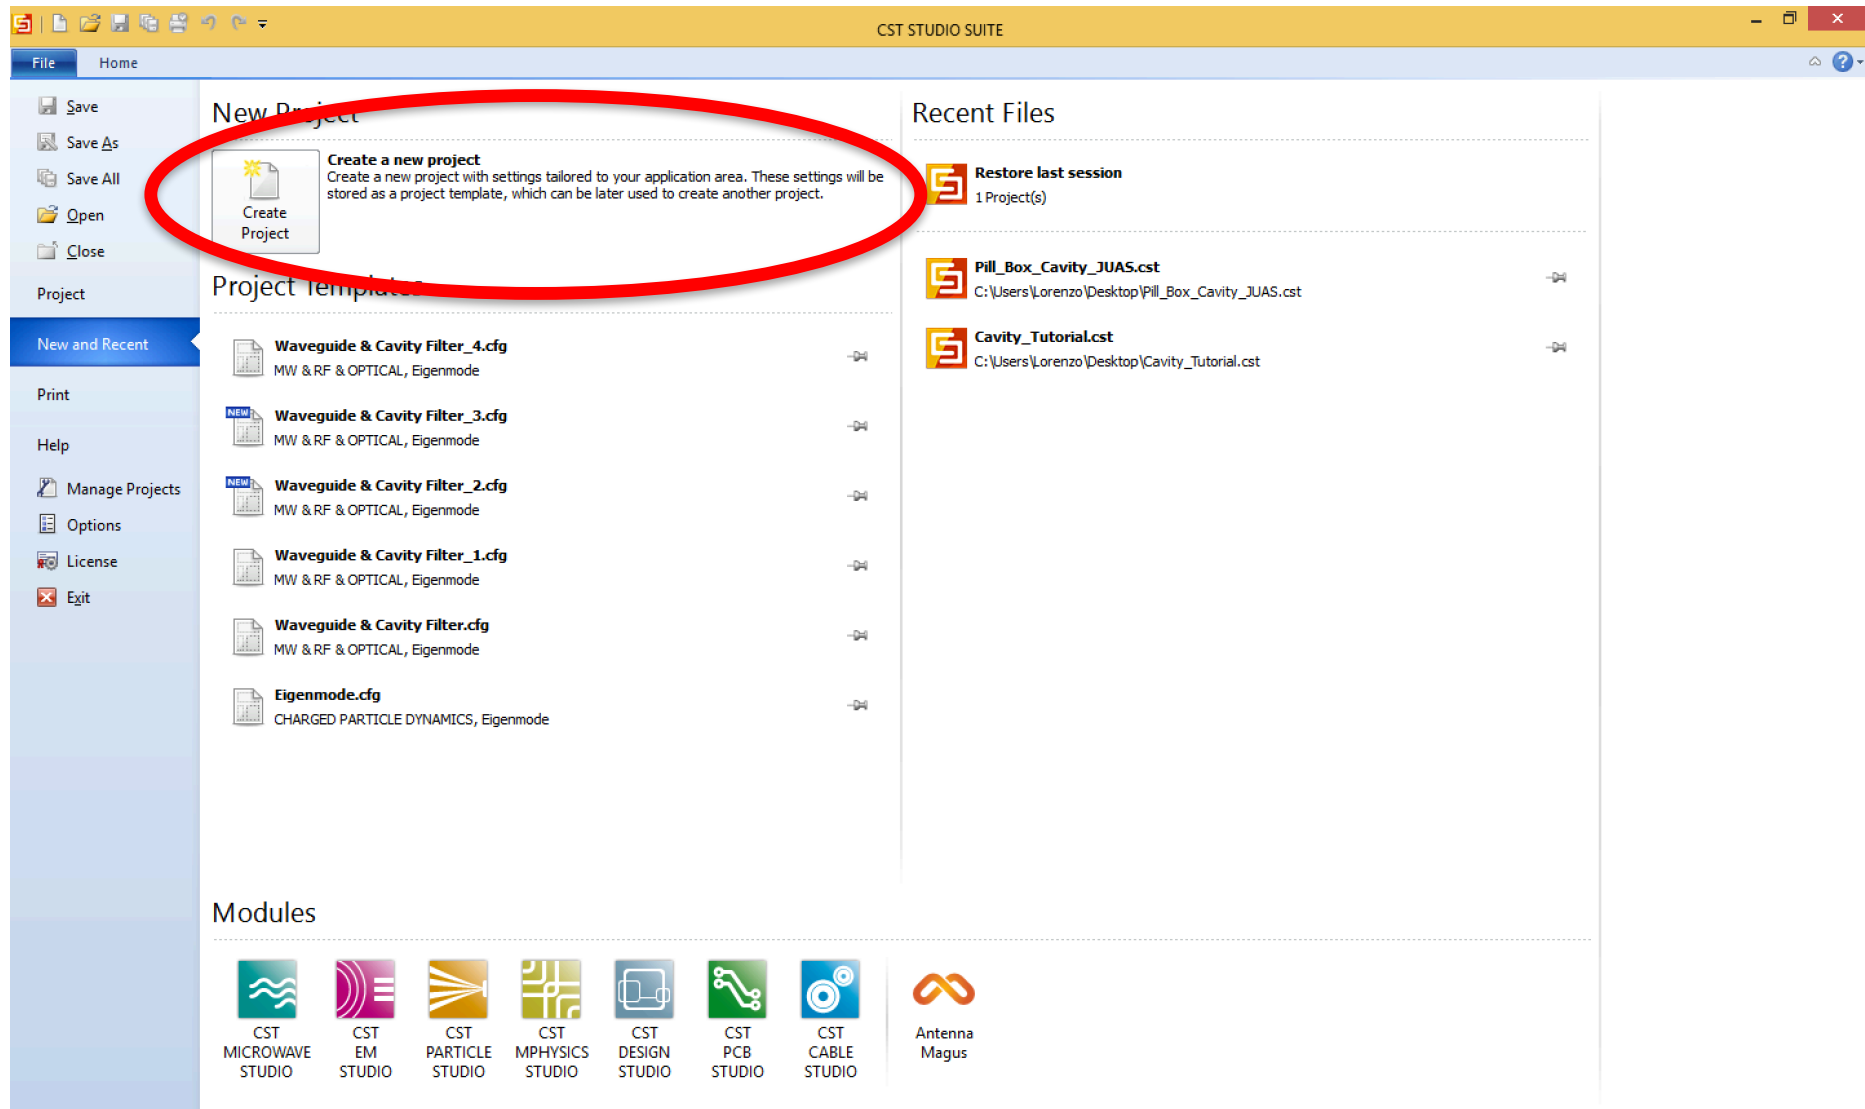 CST STUDIO SUITE
File
Home
Save
Save As
Save All
Open
Close
Project
New and Recent
Print
Help
Manage Projects
Options
License
Exit
New Project
Create Project
Create a new project
Create a new project with settings tailored to your application area. These settings will be
stored as a project template, which can be later used to create another project.
Project Templates
Waveguide & Cavity Filter_4.cfg
MW & RF & OPTICAL, Eigenmode
NEW
Waveguide & Cavity Filter_3.cfg
MW & RF & OPTICAL, Eigenmode
NEW
Waveguide & Cavity Filter_2.cfg
MW & RF & OPTICAL, Eigenmode
Waveguide & Cavity Filter_1.cfg
MW & RF & OPTICAL, Eigenmode
Waveguide & Cavity Filter.cfg
MW & RF & OPTICAL, Eigenmode
Eigenmode.cfg
CHARGED PARTICLE DYNAMICS, Eigenmode
Recent Files
Restore last session
1 Project(s)
Pill_Box_Cavity_JUAS.cst
C:\Users\Lorenzo\Desktop\Pill_Box_Cavity_JUAS.cst
Cavity_Tutorial.cst
C:\Users\Lorenzo\Desktop\Cavity_Tutorial.cst
Modules
CST
MICROWAVE
STUDIO
CST
EM
STUDIO
CST
PARTICLE
STUDIO
CST
MPHYSICS
STUDIO
CST
DESIGN
STUDIO
CST
PCB
STUDIO
CST
CABLE
STUDIO
Antenna
Magus